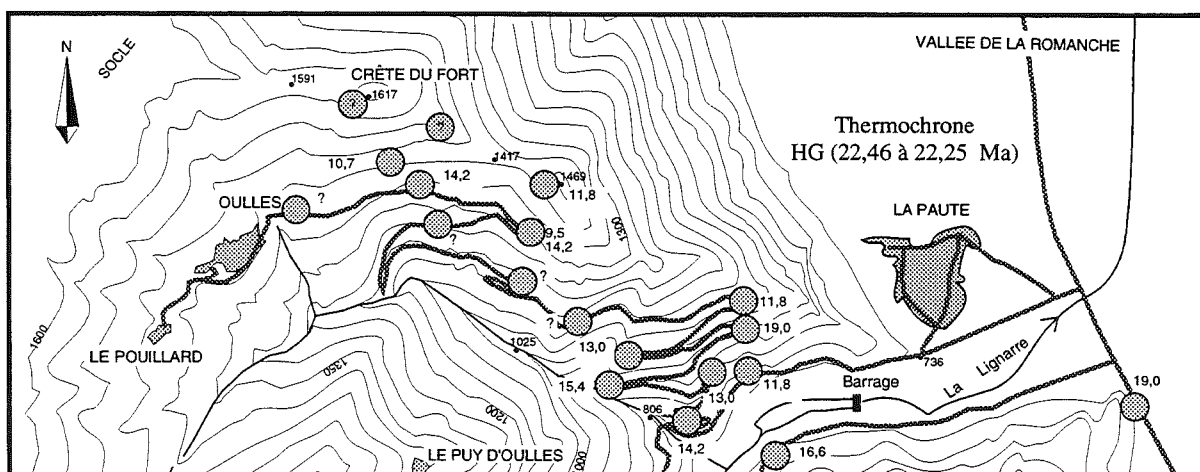 N
SOCLE
1591
CRÊTE DU FORT
1617
?
?
VALLEE DE LA ROMANCHE
Thermochrone
HG (22,46 à 22,25 Ma)
1417
10,7
14,2
1469
11,8
OULLES
?
LA PAUTE
1300
9,5
14,2
?
?
1600
11,8
?
19,0
13,0
LE POUILLARD
1025
736
La Lignarre
1350
15,4
13,0
11,8
Barrage
19,0
1200
806
14,2
LE PUY D'OULLES
16,6